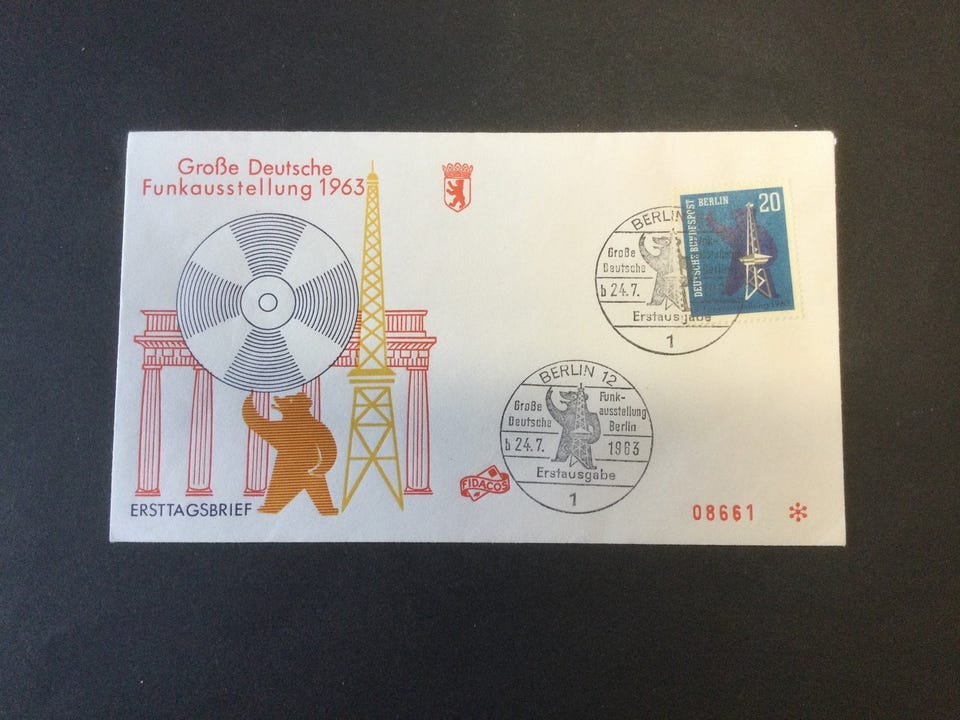 Große Deutsche
Funkausstellung 1963
ERSTTAGSBRIEF
FIDACOS
BERLIN
Große
Deutsche
b 24.7.
Erstausgabe
1
DEUTSCHE BUNDESPOST
BERLIN
20
BERLIN 12
Große
Deutsche
Funk-
ausstellung
Berlin
b 24.7.
1963
Erstausgabe
1
08661